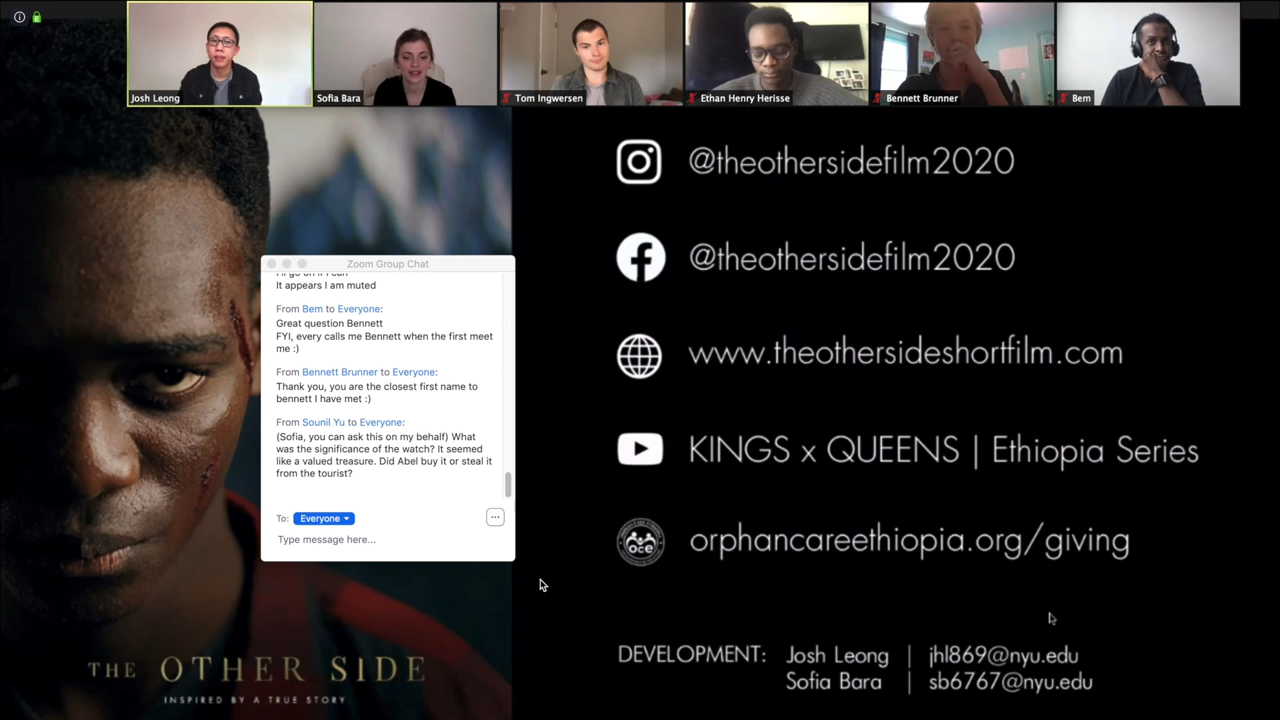 Josh Leong
Sofia Bara
Tom Ingwersen
Ethan Henry Herisse
Bennett Brunner
Bem
@theothersidefilm2020
@theothersidefilm2020
www.theothersideshortfilm.com
KINGS x QUEENS | Ethiopia Series
oce
orphancareethiopia.org/giving
DEVELOPMENT: Josh Leong | jhl869@nyu.edu
Sofia Bara | sb6767@nyu.edu
Zoom Group Chat
It appears I am muted
From Bem to Everyone:
Great question Bennett
FYI, every calls me Bennett when the first meet
me :)
From Bennett Brunner to Everyone:
Thank you, you are the closest first name to
bennett I have met :)
From Sounil Yu to Everyone:
(Sofia, you can ask this on my behalf) What
was the significance of the watch? It seemed
like a valued treasure. Did Abel buy it or steal it
from the tourist?
To: Everyone
Type message here...
THE OTHER SIDE
INSPIRED BY A TRUE STORY